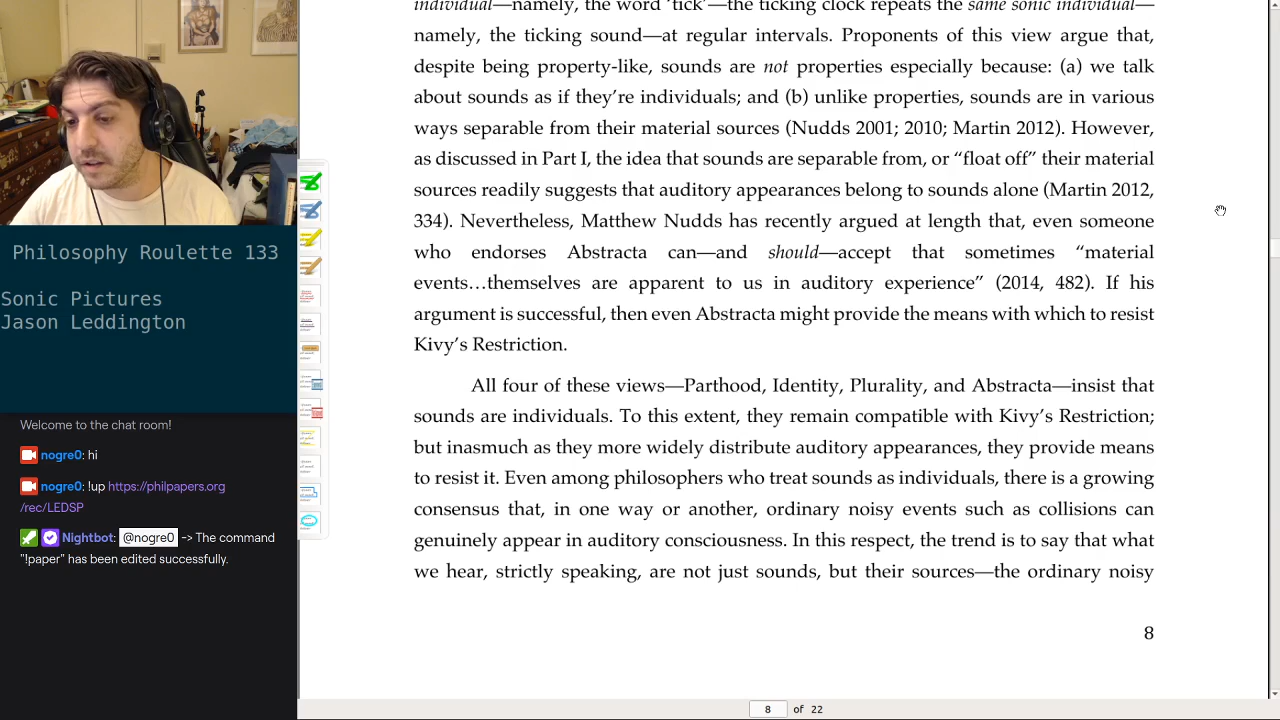 individual—namely, the word ‘tick’—the ticking clock repeats the same sonic individual—
namely, the ticking sound—at regular intervals. Proponents of this view argue that,
despite being property-like, sounds are not properties especially because: (a) we talk
about sounds as if they’re individuals; and (b) unlike properties, sounds are in various
ways separable from their material sources (Nudds 2001; 2010; Martin 2012). However,
as discussed in Part 1, the idea that sounds are separable from, or “float free” of their material
sources readily suggests that auditory appearances belong to sounds alone (Martin 2012,
334). Nevertheless, Matthew Nudds has recently argued at length that even someone
who endorses Abstracta can—and should—accept that sometimes “material
events themselves are apparent to us in auditory experience” (2017, 439). If his
argument is successful, then even Abstracta might provide the means with which to resist
Kivy’s Restriction.
All four of these views—Particular, Identity, Pluralism, and Abstracta—insist that
sounds are individuals. To that extent, they remain compatible with Kivy’s Restriction,
but inasmuch as they more closely bind auditory appearances, they provide means
to resist it. Even among philosophers who treat sounds as individuals, there is a growing
consensus that, in one way or another, ordinary noisy events such as collisions can
genuinely appear in auditory consciousness. In this respect, the trend is to say that what
we hear, strictly speaking, are not just sounds, but their sources—the ordinary noisy
8
Philosophy Roulette 133
Sonic Pictures
Jason Leddington
Welcome to the chat room!
nogre0: hi
nogre0: !up https://philpapers.org
/rec/LEDSP
Nightbot: @nogre0 -> The command
"!paper" has been edited successfully.
8 of 22